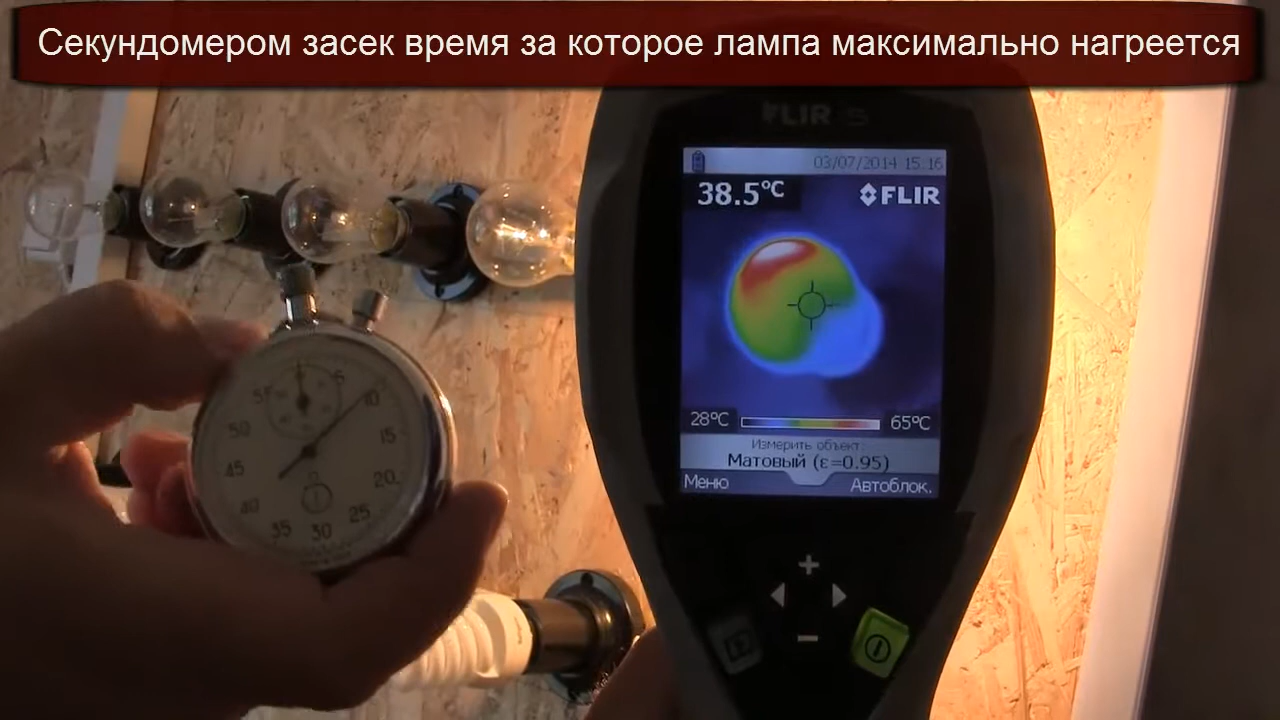 Секундомером засек время за которое лампа максимально нагреется
FLIR
03/07/2014 15:16
38.5°C
FLIR
28°C
65°C
Измерить объект:
Матовый (ε=0.95)
Меню
Автоблок.
5
10
15
20
25
30
35
40
45
50